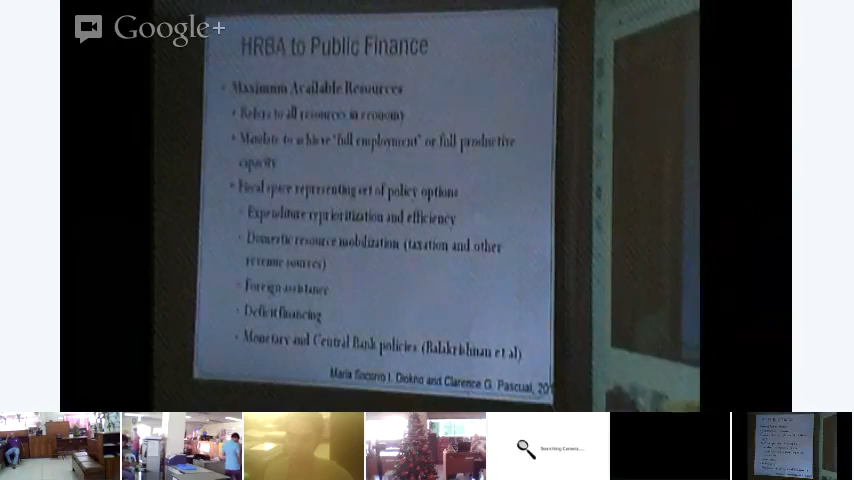 Google+
HRBA to Public Finance
• Maximum Available Resources
• Refers to all resources in economy
• Mandate to achieve "full employment" or full productive
capacity
• Fiscal space representing set of policy options
• Expenditure reprioritization and efficiency
• Domestic resource mobilization (taxation and other
revenue sources)
• Foreign assistance
• Deficit financing
• Monetary and Central Bank policies (Balakrishnan et al)
Maria Socorro I. Diokno and Clarence G. Pascual, 20
Searching Camera...